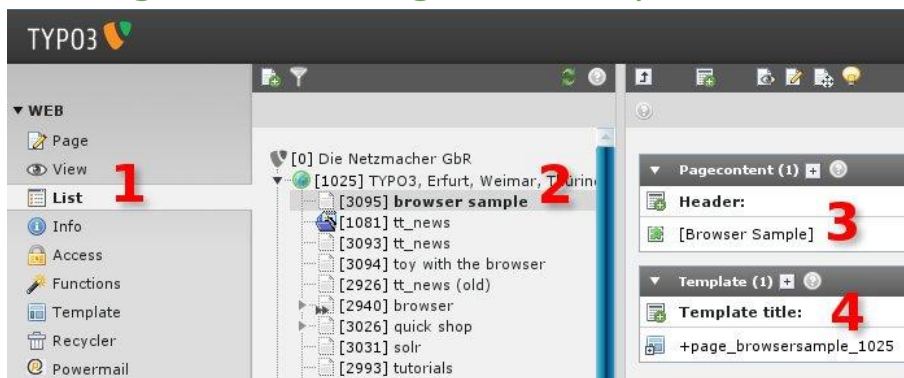 TYPO3
WEB
Page
View
List
Info
Access
Functions
Template
Recycler
Powermail
1
[0] Die Netzmacher GbR
[1025] TYPO3, Erfurt, Weimar,
[3095] browser sample
[1081] tt_news
[3093] tt_news
[3094] toy with the browser
[2926] tt_news (old)
[2940] browser
[3026] quick shop
[3031] solr
[2993] tutorials
2
Pagecontent (1)
Header:
[Browser Sample]
3
Template (1)
Template title:
+page_browsersample_1025
4